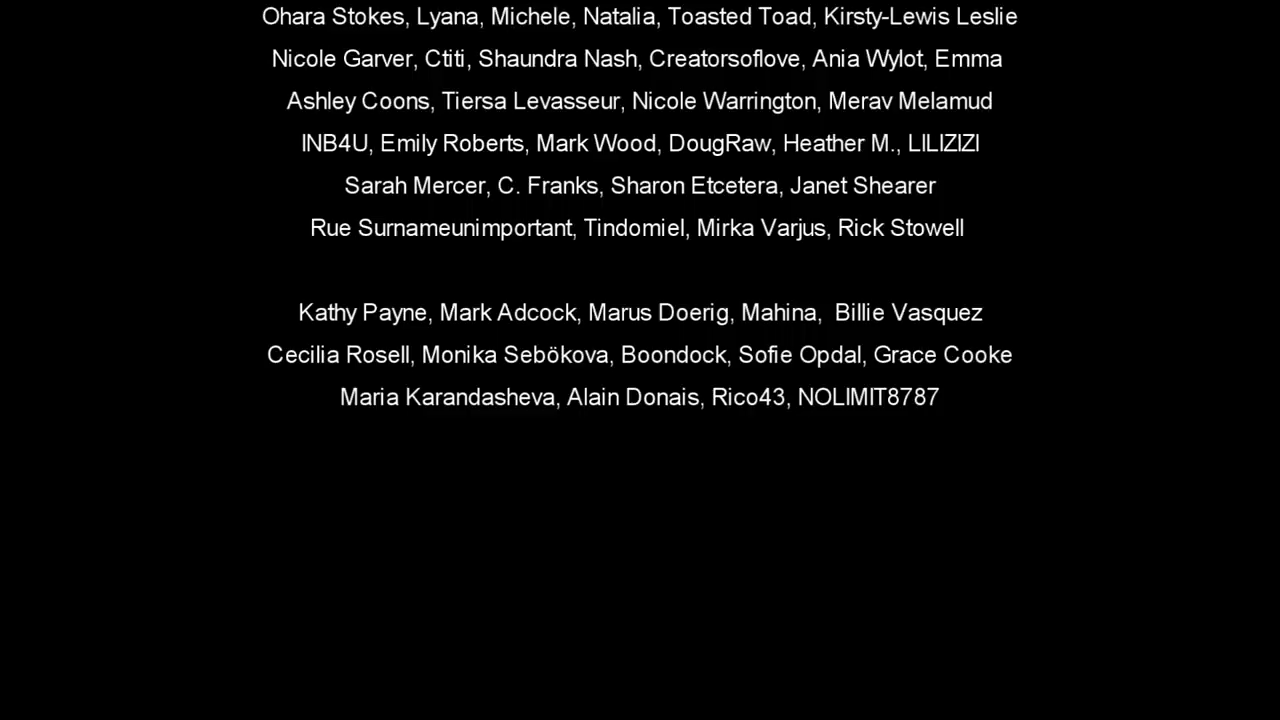 Ohara Stokes, Lyana, Michele, Natalia, Toasted Toad, Kirsty-Lewis Leslie
Nicole Garver, Ctiti, Shaundra Nash, Creatorsoflove, Ania Wylot, Emma
Ashley Coons, Tiersa Levasseur, Nicole Warrington, Merav Melamud
INB4U, Emily Roberts, Mark Wood, DougRaw, Heather M., LILIZIZI
Sarah Mercer, C. Franks, Sharon Etcetera, Janet Shearer
Rue Surnameunimportant, Tindomiel, Mirka Varjus, Rick Stowell
Kathy Payne, Mark Adcock, Marus Doerig, Mahina,  Billie Vasquez
Cecilia Rosell, Monika Sebökova, Boondock, Sofie Opdal, Grace Cooke
Maria Karandasheva, Alain Donais, Rico43, NOLIMIT8787